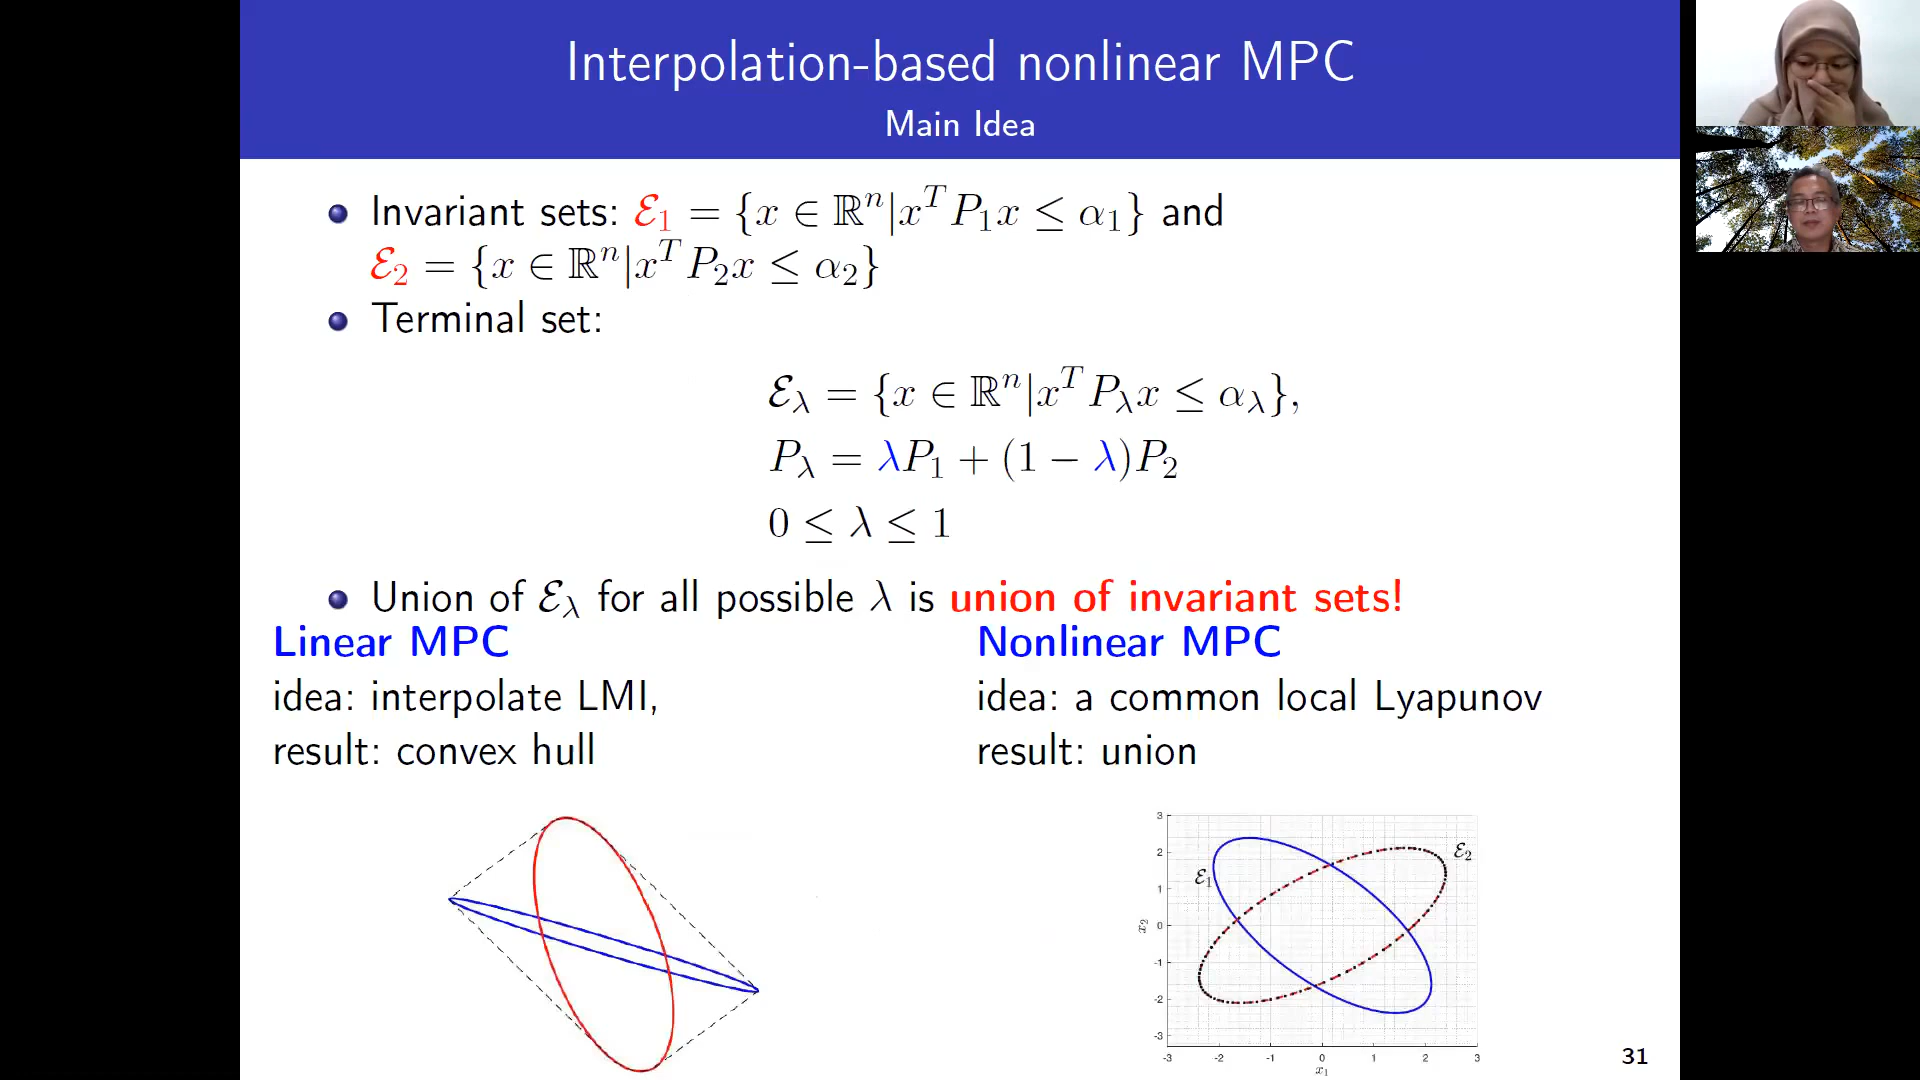 Interpolation-based nonlinear MPC
Main Idea
Invariant sets: ℰ₁ = {x ∈ ℝⁿ|xᵀP₁x ≤ α₁} and
ℰ₂ = {x ∈ ℝⁿ|xᵀP₂x ≤ α₂}
Terminal set:
ℰ_λ = {x ∈ ℝⁿ|xᵀP_λx ≤ α_λ},
P_λ = λP₁ + (1 − λ)P₂
0 ≤ λ ≤ 1
Union of ℰ_λ for all possible λ is union of invariant sets!
Linear MPC
idea: interpolate LMI,
result: convex hull
Nonlinear MPC
idea: a common local Lyapunov
result: union
3
2
1
0
-1
-2
-3
x₂
ℰ₁
ℰ₂
-3 -2 -1 0 1 2 3
x₁
31